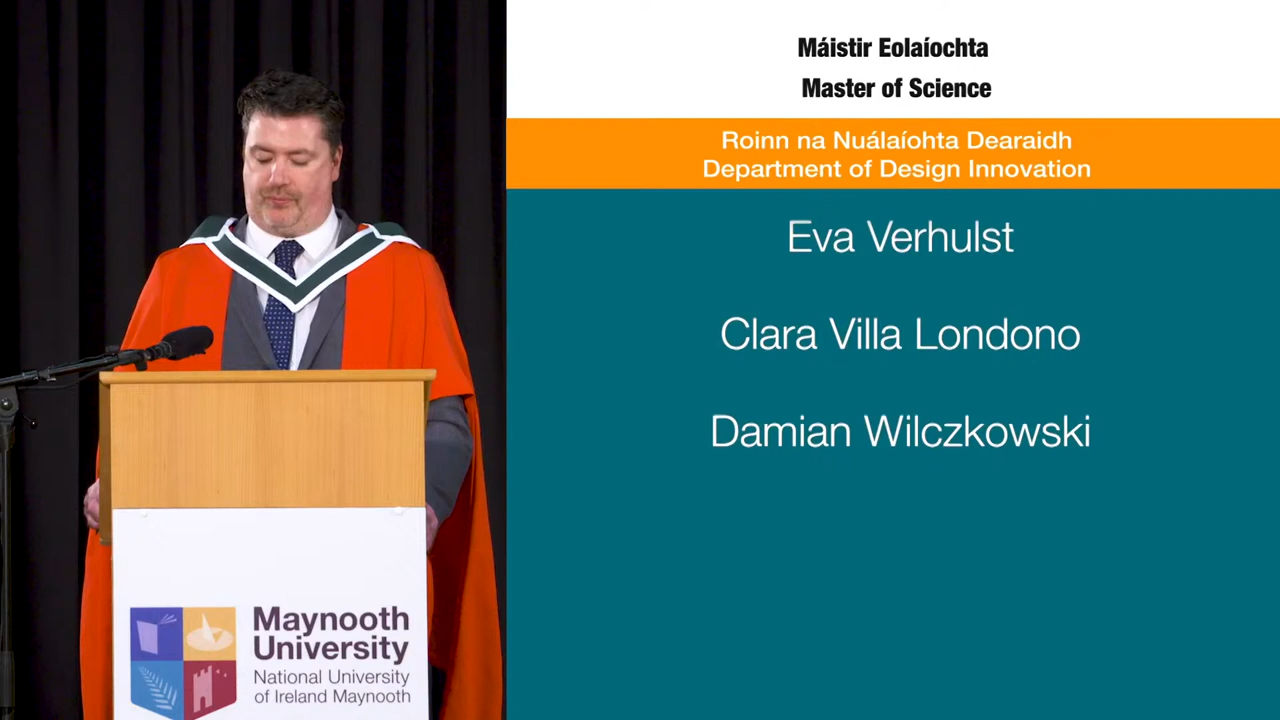 Máistir Eolaíochta
Master of Science
Roinn na Nuálaíohta Dearaidh
Department of Design Innovation
Eva Verhulst
Clara Villa Londono
Damian Wilczkowski
Maynooth
University
National University
of Ireland Maynooth